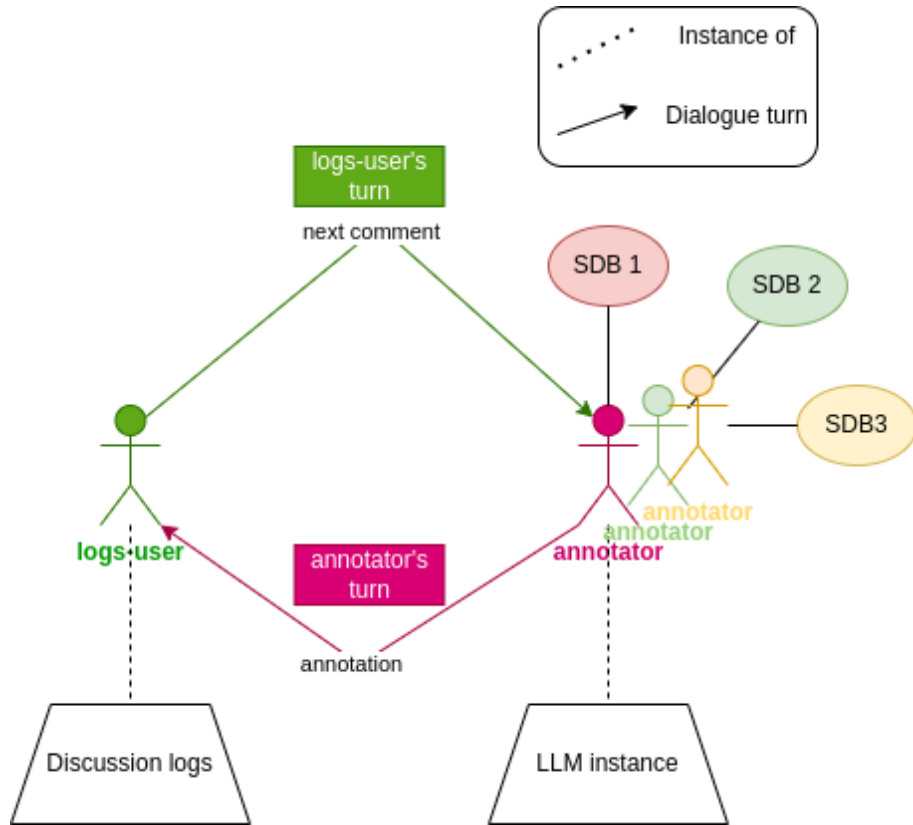 Instance of
Dialogue turn
logs-user's
turn
next comment
SDB 1
SDB 2
SDB3
annotator
annotator
annotator
logs-user
annotator's
turn
annotation
Discussion logs
LLM instance